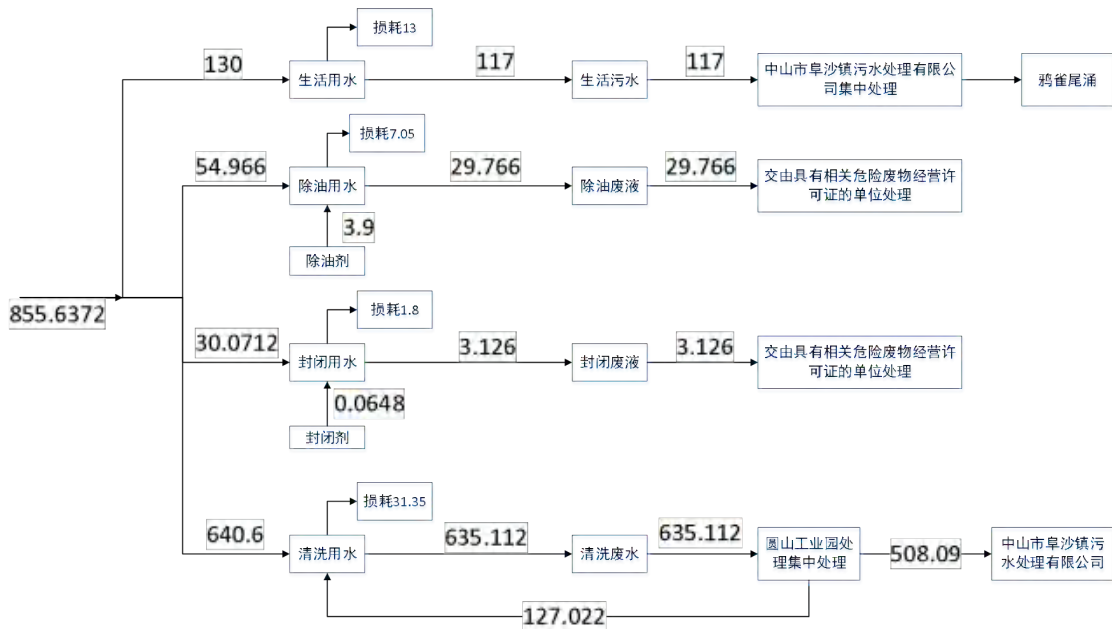 损耗13
130
生活用水
117
生活污水
117
中山市阜沙镇污水处理有限公
司集中处理
鸦雀尾涌
损耗7.05
54.966
除油用水
29.766
除油废液
29.766
交由具有相关危险废物经营许
可证的单位处理
3.9
除油剂
855.6372
损耗1.8
30.0712
封闭用水
3.126
封闭废液
3.126
交由具有相关危险废物经营许
可证的单位处理
0.0648
封闭剂
损耗31.35
640.6
清洗用水
635.112
清洗废水
635.112
圆山工业园处
理集中处理
508.09
中山市阜沙镇污
水处理有限公司
127.022